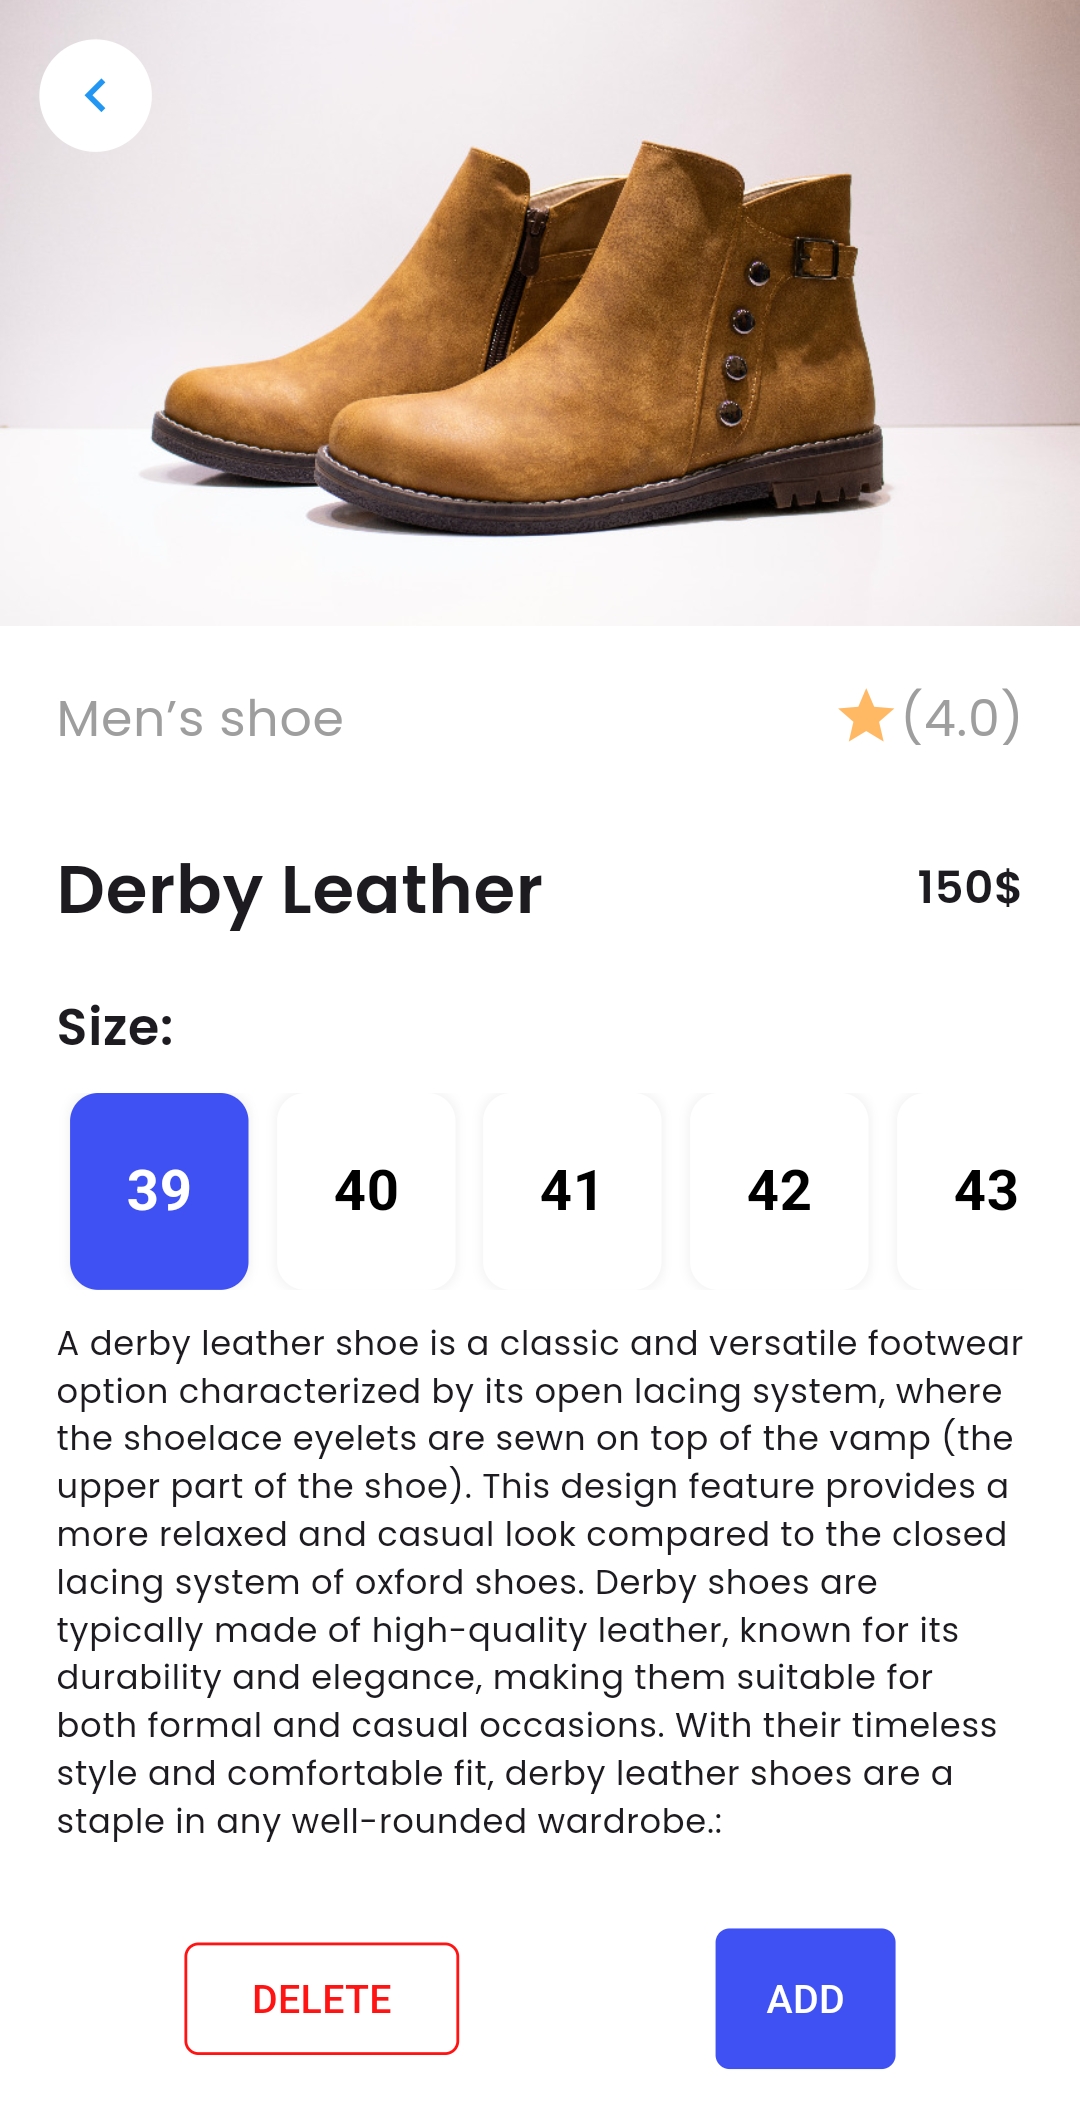 Men’s shoe
(4.0)
Derby Leather
150$
Size:
39 40 41 42 43
A derby leather shoe is a classic and versatile footwear
option characterized by its open lacing system, where
the shoelace eyelets are sewn on top of the vamp (the
upper part of the shoe). This design feature provides a
more relaxed and casual look compared to the closed
lacing system of oxford shoes. Derby shoes are
typically made of high-quality leather, known for its
durability and elegance, making them suitable for
both formal and casual occasions. With their timeless
style and comfortable fit, derby leather shoes are a
staple in any well-rounded wardrobe.:
DELETE
ADD